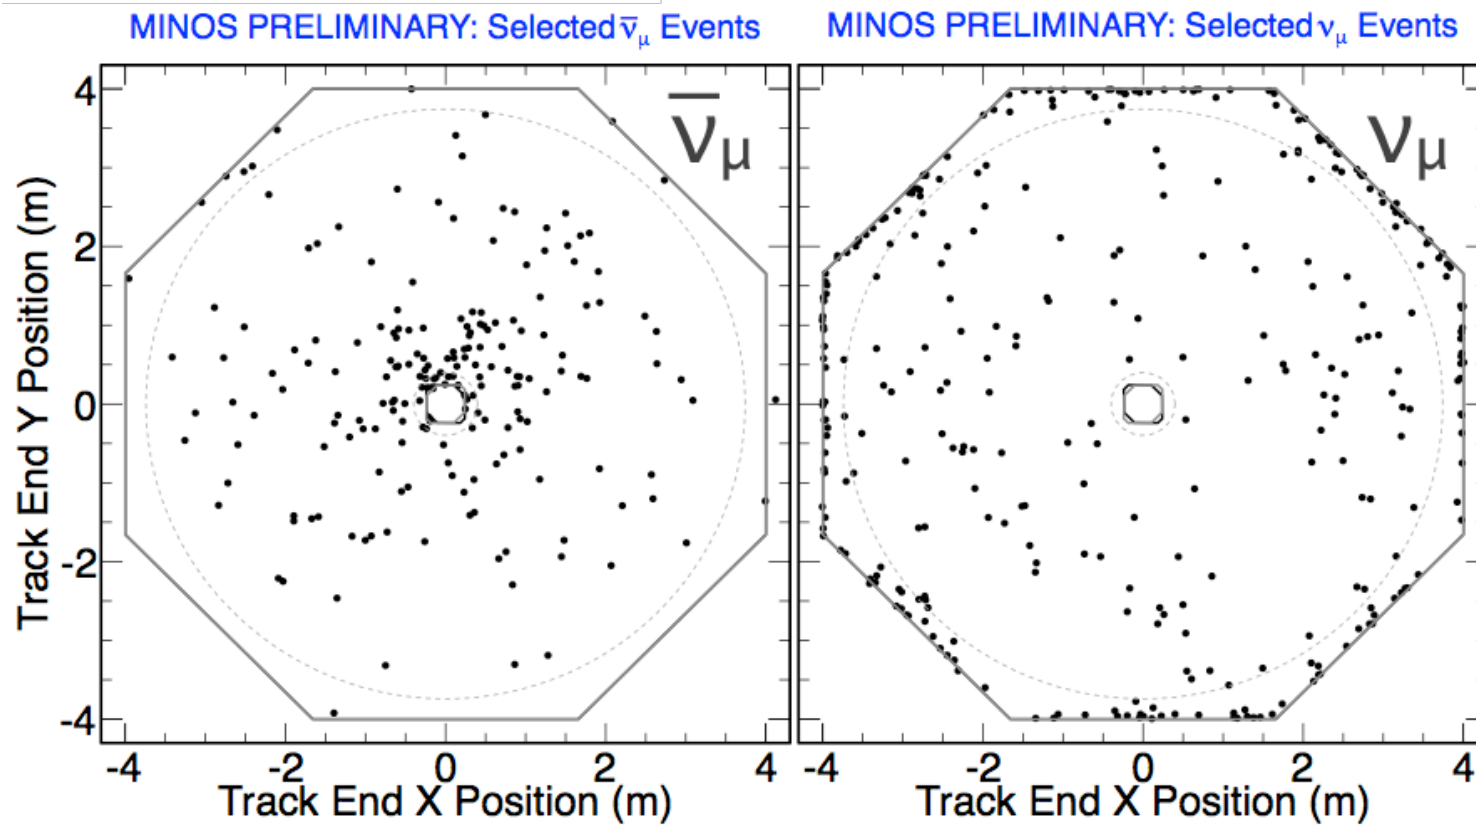 MINOS PRELIMINARY: Selected ν̅μ Events
MINOS PRELIMINARY: Selected νμ Events
ν̅μ
νμ
Track End Y Position (m)
4
2
0
-2
-4
-4 -2 0 2 4
-4 -2 0 2 4
Track End X Position (m)
Track End X Position (m)